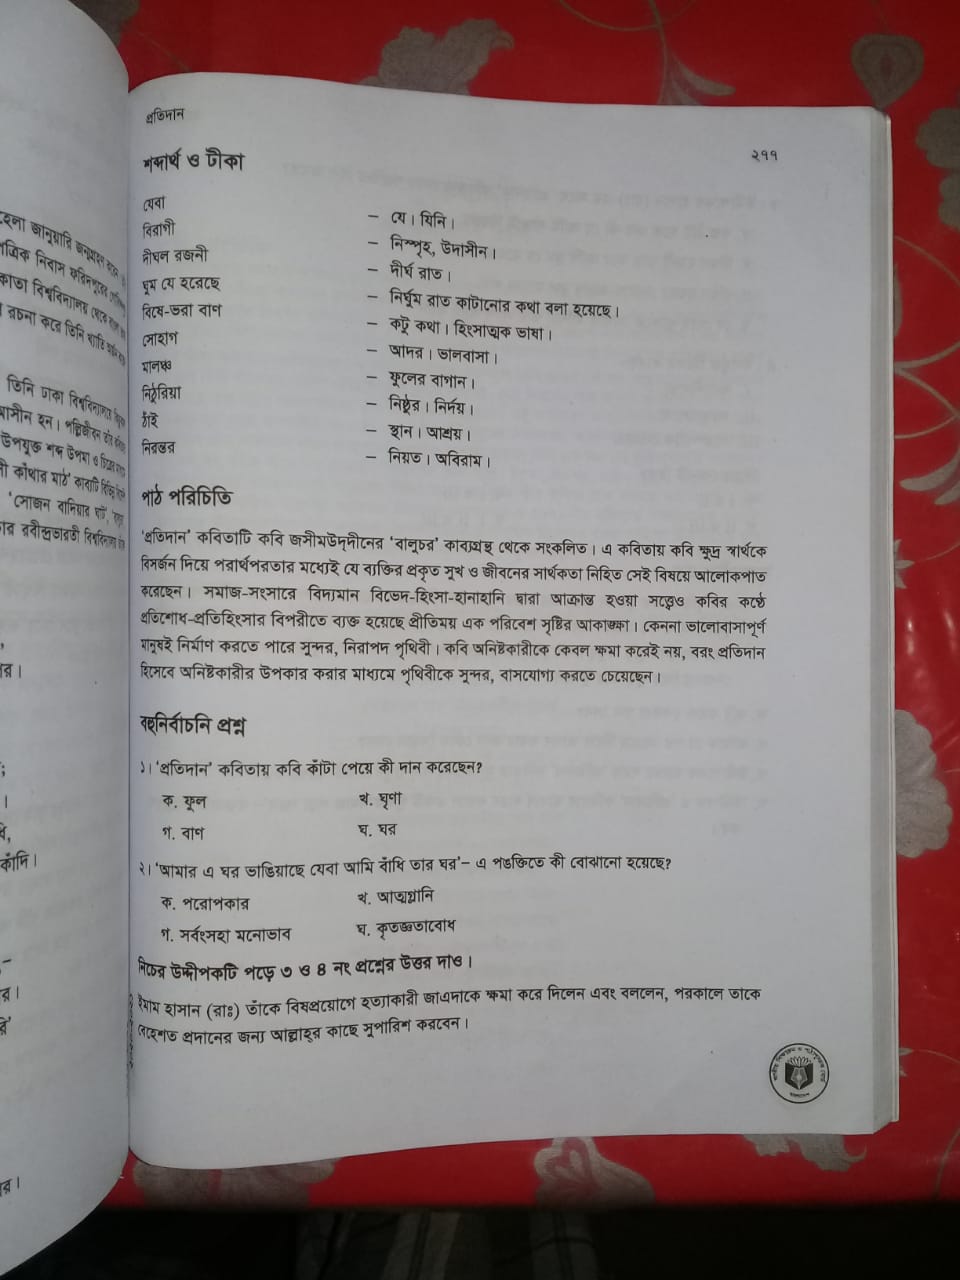 প্রতিদান
২১১
শব্দার্থ ও টীকা
যেবা – যে। যিনি।
বিরাগী – নিস্পৃহ, উদাসীন।
দীঘল রজনী – দীর্ঘ রাত।
ঘুম যে হরেছে – নির্ঘুম রাত কাটানোর কথা বলা হয়েছে।
বিষে-ভরা বাণ – কটু কথা। হিংসাত্মক ভাষা।
সোহাগ – আদর। ভালবাসা।
মালঞ্চ – ফুলের বাগান।
নিঠুরিয়া – নিষ্ঠুর। নির্দয়।
ঠাঁই – স্থান। আশ্রয়।
নিরন্তর – নিয়ত। অবিরাম।
পাঠ পরিচিতি
'প্রতিদান' কবিতাটি কবি জসীমউদ্‌দীনের 'বালুচর' কাব্যগ্রন্থ থেকে সংকলিত। এ কবিতায় কবি ক্ষুদ্র স্বার্থকে
বিসর্জন দিয়ে পরার্থপরতার মধ্যেই যে ব্যক্তির প্রকৃত সুখ ও জীবনের সার্থকতা নিহিত সেই বিষয়ে আলোকপাত
করেছেন। সমাজ-সংসারে বিদ্যমান বিভেদ-হিংসা-হানাহানি দ্বারা আক্রান্ত হওয়া সত্ত্বেও কবির কণ্ঠে
প্রতিশোধ-প্রতিহিংসার বিপরীতে ব্যক্ত হয়েছে প্রীতিময় এক পরিবেশ সৃষ্টির আকাঙ্ক্ষা। কেননা ভালোবাসাপূর্ণ
মানুষই নির্মাণ করতে পারে সুন্দর, নিরাপদ পৃথিবী। কবি অনিষ্টকারীকে কেবল ক্ষমা করেই নয়, বরং প্রতিদান
হিসেবে অনিষ্টকারীর উপকার করার মাধ্যমে পৃথিবীকে সুন্দর, বাসযোগ্য করতে চেয়েছেন।
বহুনির্বাচনি প্রশ্ন
১। 'প্রতিদান' কবিতায় কবি কাঁটা পেয়ে কী দান করেছেন?
ক. ফুল খ. ঘৃণা
গ. বাণ ঘ. ঘর
২। 'আমার এ ঘর ভাঙিয়াছে যেবা আমি বাঁধি তার ঘর'– এ পঙক্তিতে কী বোঝানো হয়েছে?
ক. পরোপকার খ. আত্মগ্লানি
গ. সর্বংসহা মনোভাব ঘ. কৃতজ্ঞতাবোধ
নিচের উদ্দীপকটি পড়ে ৩ ও ৪ নং প্রশ্নের উত্তর দাও।
ইমাম হাসান (রাঃ) তাঁকে বিষপ্রয়োগে হত্যাকারী জাএদাকে ক্ষমা করে দিলেন এবং বললেন, পরকালে তাকে
বেহেশত প্রদানের জন্য আল্লাহ্‌র কাছে সুপারিশ করবেন।